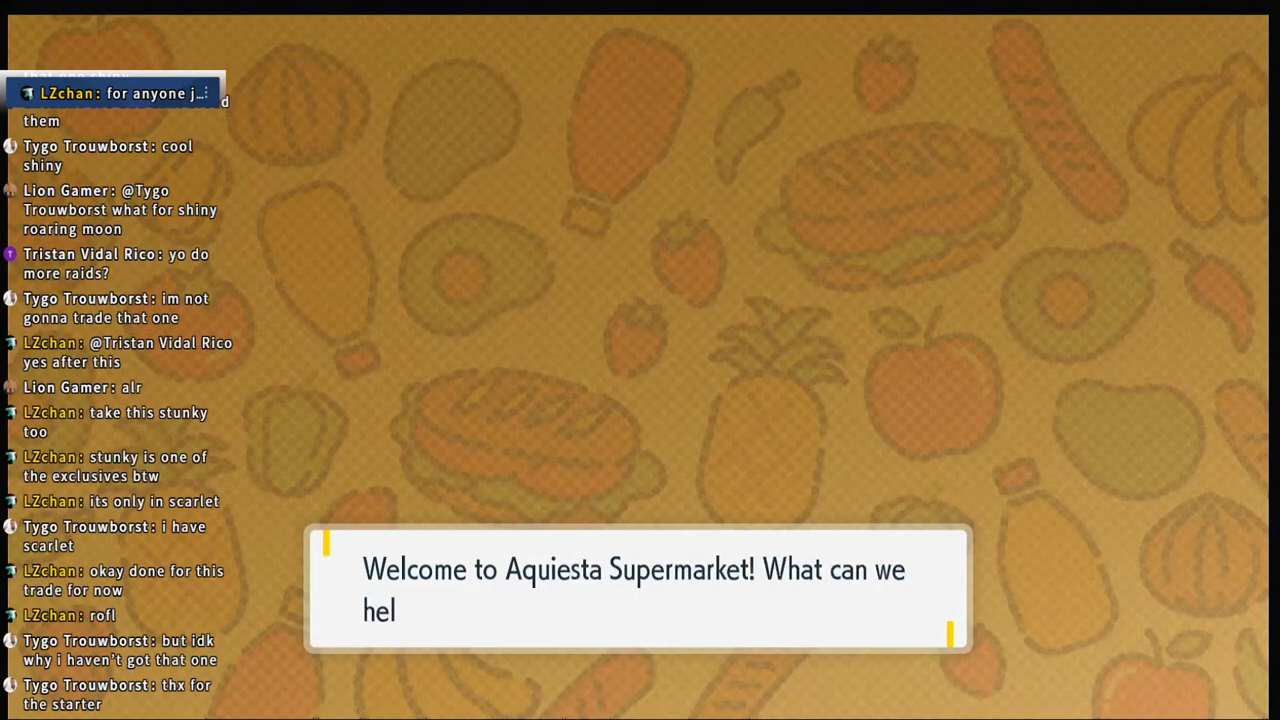 that one shiny
LZchan: for anyone j…
d
them
Tygo Trouwborst: cool
shiny
Lion Gamer: @Tygo
Trouwborst what for shiny
roaring moon
Tristan Vidal Rico: yo do
more raids?
Tygo Trouwborst: im not
gonna trade that one
LZchan: @Tristan Vidal Rico
yes after this
Lion Gamer: alr
LZchan: take this stunky
too
LZchan: stunky is one of
the exclusives btw
LZchan: its only in scarlet
Tygo Trouwborst: i have
scarlet
LZchan: okay done for this
trade for now
LZchan: rofl
Tygo Trouwborst: but idk
why i haven't got that one
Tygo Trouwborst: thx for
the starter
Welcome to Aquiesta Supermarket! What can we
hel